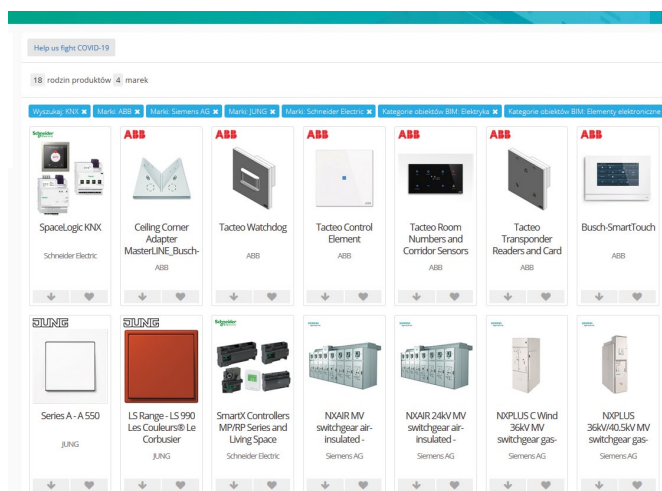 Help us fight COVID-19
18 rodzin produktów 4 marek
Wyszukaj: KNX ✖ Marki: ABB ✖ Marki: Siemens AG ✖ Marki: JUNG ✖ Marki: Schneider Electric ✖ Kategorie obiektów BIM: Elektryka ✖ Kategorie obiektów BIM: Elementy elektroniczne
Schneider Electric ABB ABB ABB ABB ABB ABB
SpaceLogic KNX
Schneider Electric
Ceiling Corner
Adapter
MasterLINE_Busch-
ABB
Tacteo Watchdog
ABB
Tacteo Control
Element
ABB
Tacteo Room
Numbers and
Corridor Sensors
ABB
Tacteo
Transponder
Readers and Card
ABB
Busch-SmartTouch
ABB
JUNG JUNG Schneider Electric
Series A - A 550
JUNG
LS Range - LS 990
Les Couleurs® Le
Corbusier
JUNG
SmartX Controllers
MP/RP Series and
Living Space
Schneider Electric
NXAIR MV
switchgear air-
insulated -
Siemens AG
NXAIR 24kV MV
switchgear air-
insulated -
Siemens AG
NXPLUS C Wind
36kV MV
switchgear gas-
Siemens AG
NXPLUS
36kV/40.5kV MV
switchgear gas-
Siemens AG